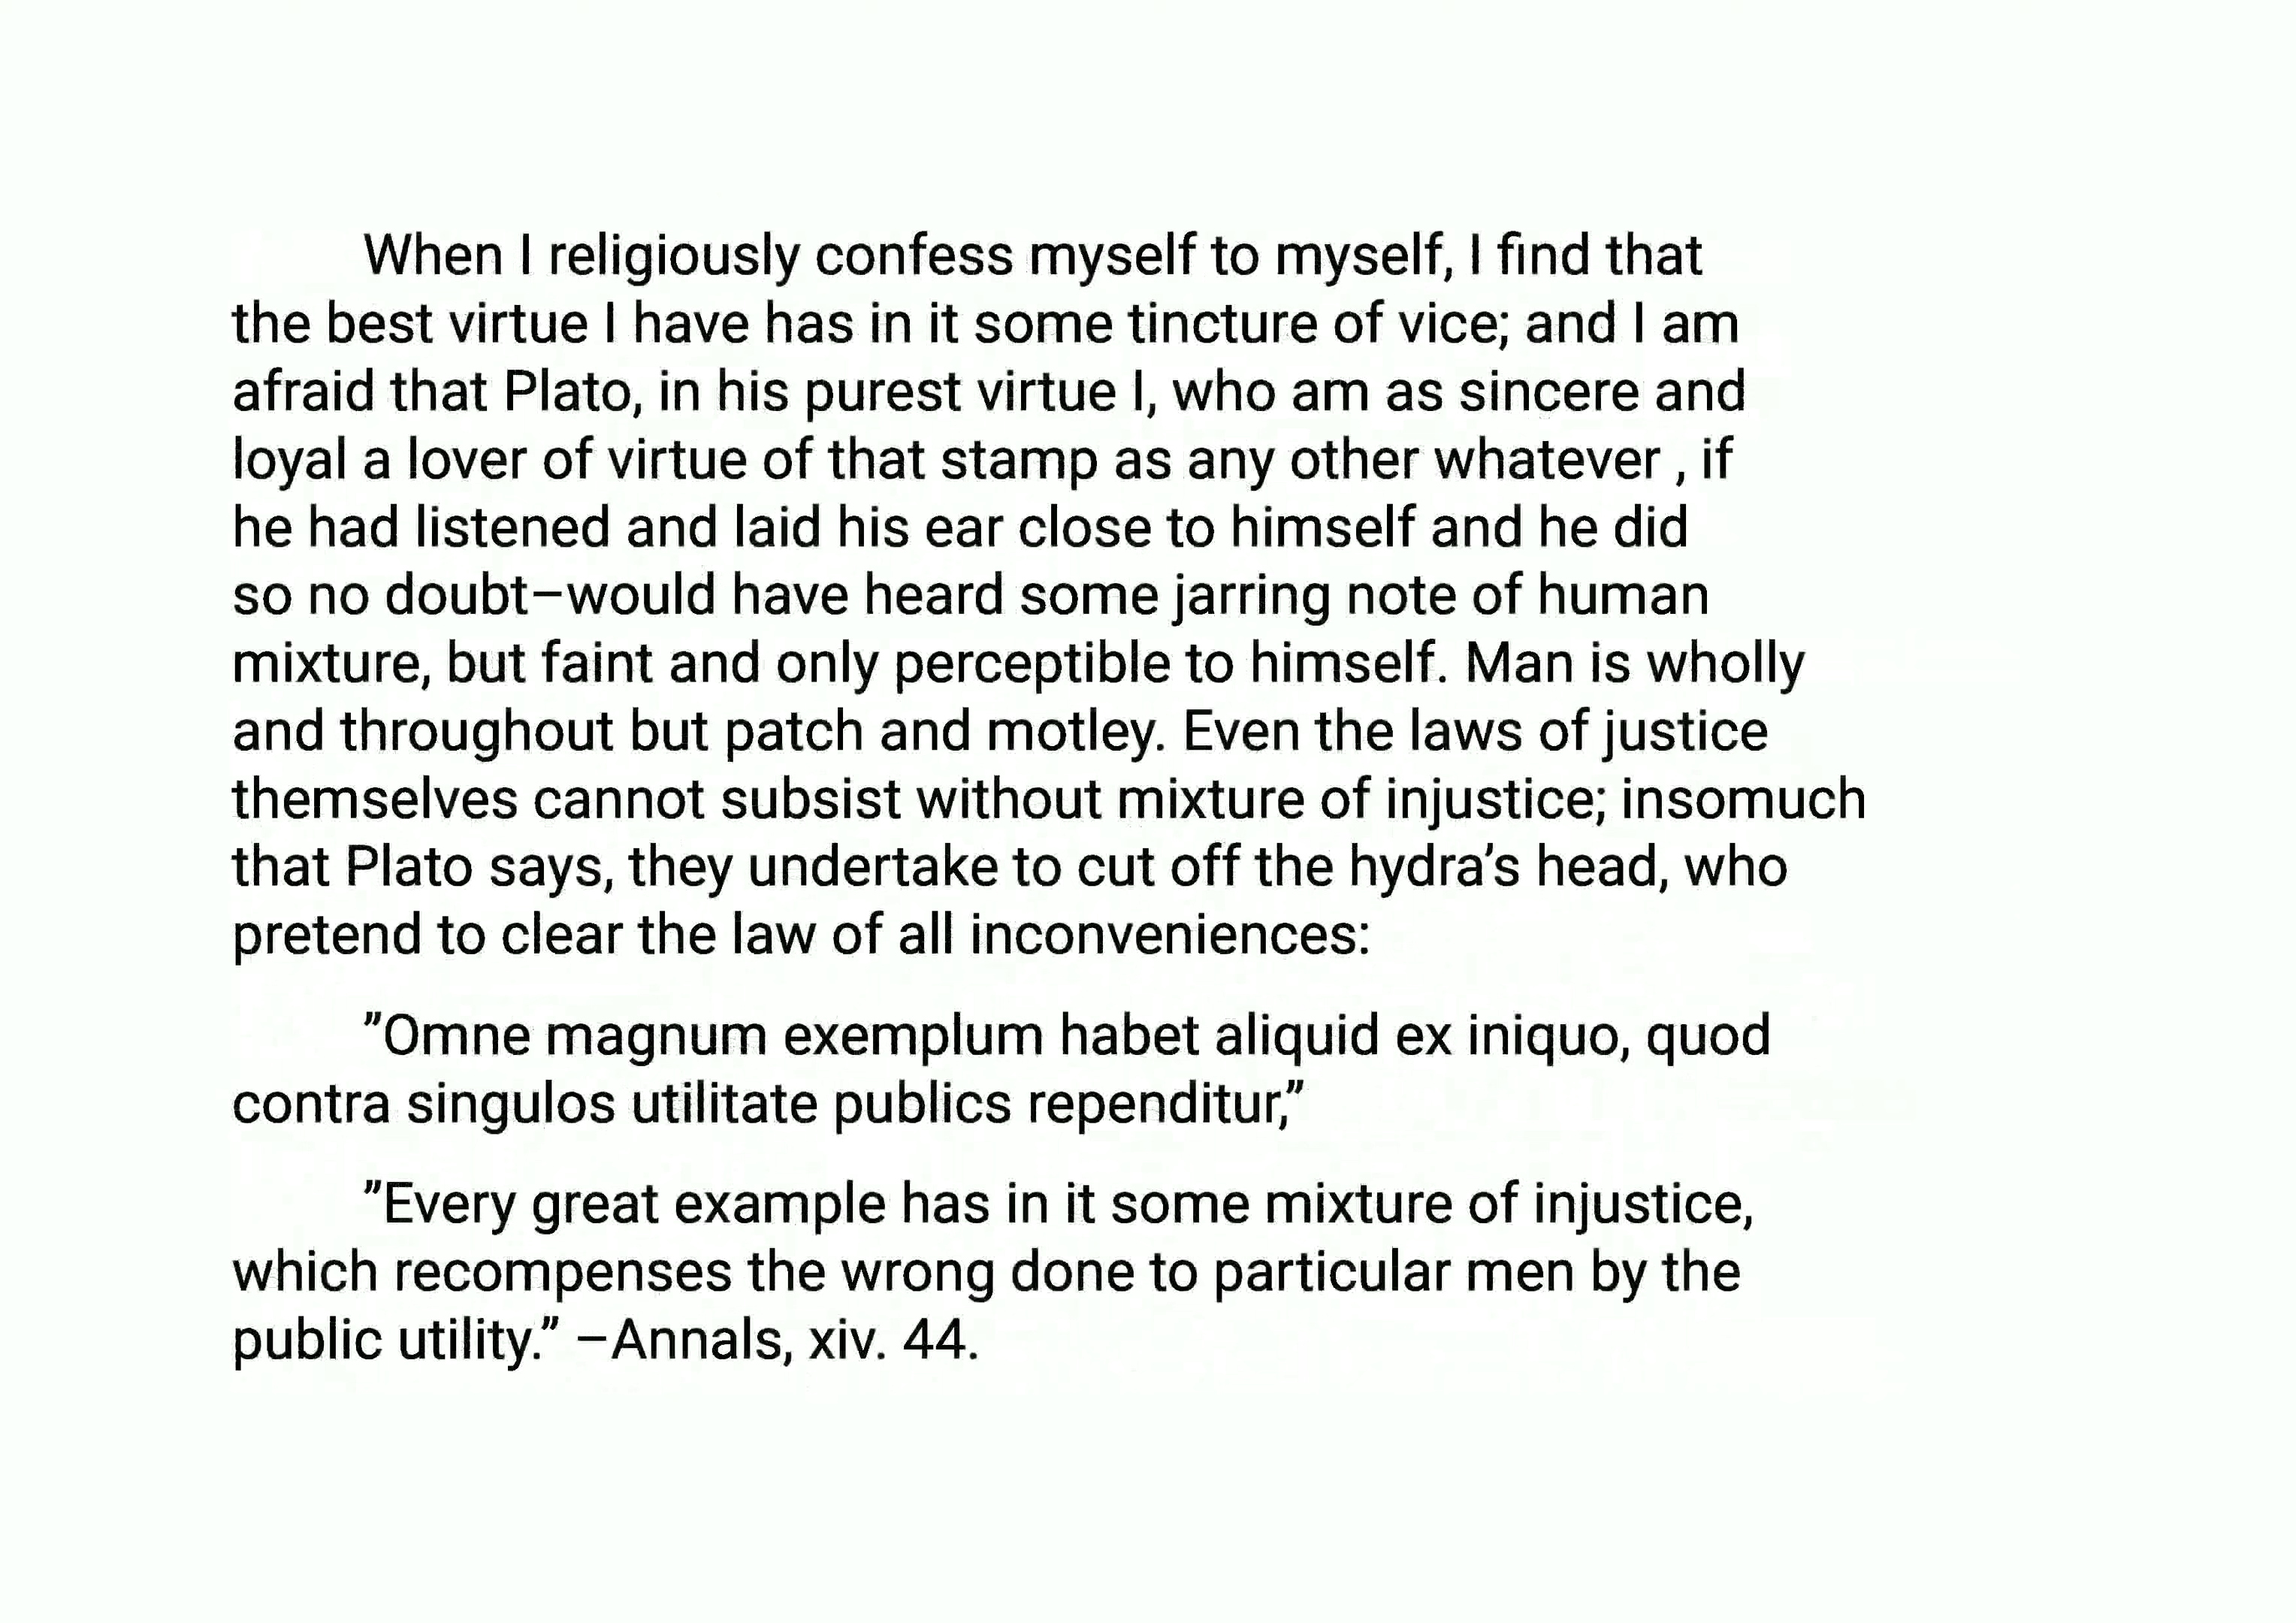 When I religiously confess myself to myself, I find that
the best virtue I have has in it some tincture of vice; and I am
afraid that Plato, in his purest virtue I, who am as sincere and
loyal a lover of virtue of that stamp as any other whatever , if
he had listened and laid his ear close to himself and he did
so no doubt–would have heard some jarring note of human
mixture, but faint and only perceptible to himself. Man is wholly
and throughout but patch and motley. Even the laws of justice
themselves cannot subsist without mixture of injustice; insomuch
that Plato says, they undertake to cut off the hydra’s head, who
pretend to clear the law of all inconveniences:
”Omne magnum exemplum habet aliquid ex iniquo, quod
contra singulos utilitate publics rependitur,”
”Every great example has in it some mixture of injustice,
which recompenses the wrong done to particular men by the
public utility.” –Annals, xiv. 44.